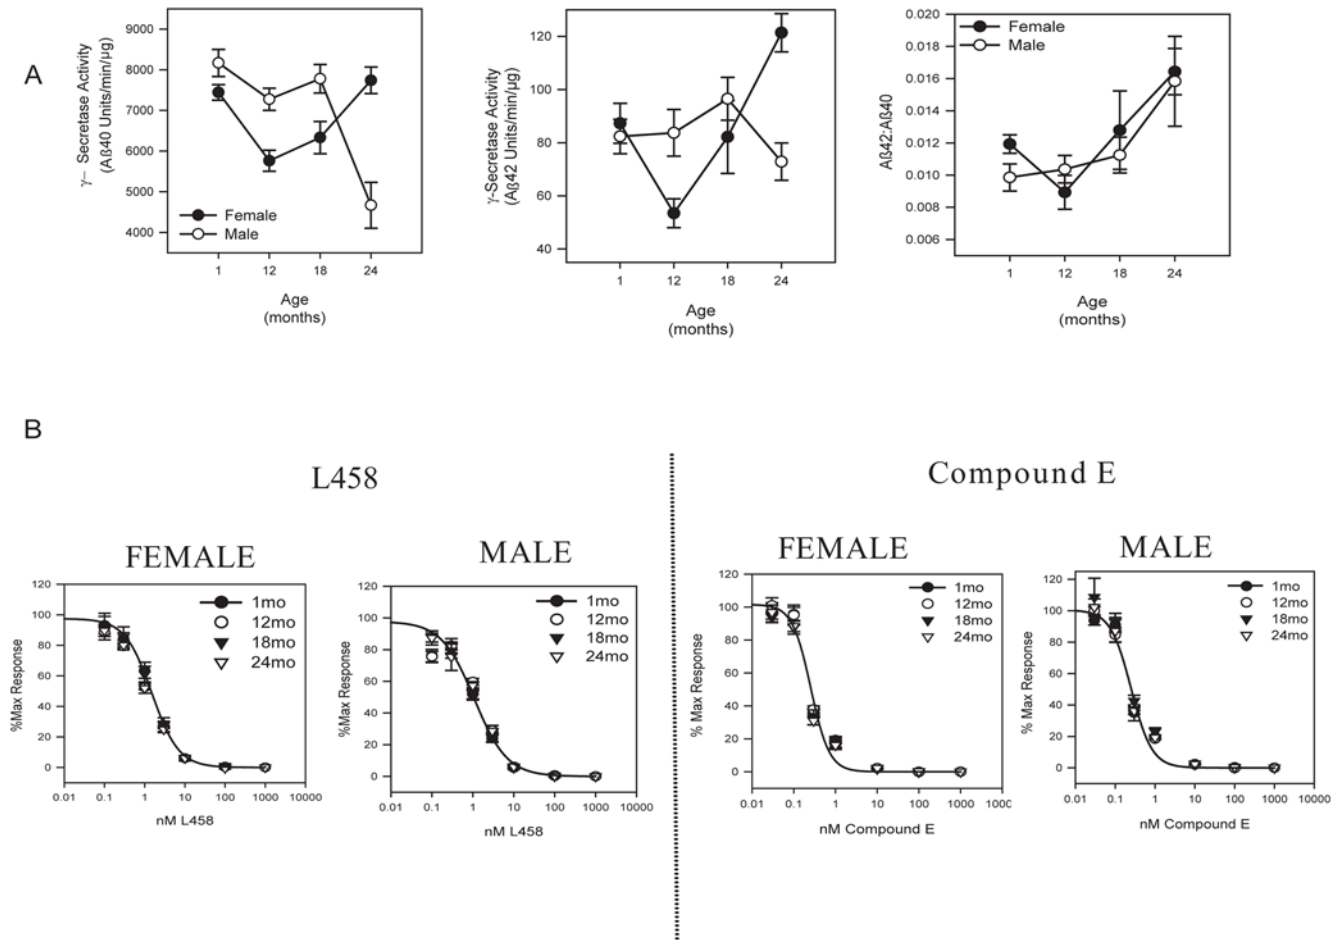 A
γ– Secretase Activity
(Aß40 Units/min/µg)
9000
8000
7000
6000
5000
4000
Female
Male
1 12 18 24
Age
(months)
γ-Secretase Activity
(Aß42 Units/min/µg)
120
100
80
60
40
1 12 18 24
Age
(months)
Aß42:Aß40
0.020
0.018
0.016
0.014
0.012
0.010
0.008
0.006
Female
Male
1 12 18 24
Age
(months)
B
L458
FEMALE
%Max Response
120
100
80
60
40
20
0
1mo
12mo
18mo
24mo
0.01 0.1 1 10 100 1000 10000
nM L458
MALE
%Max Response
120
100
80
60
40
20
0
1mo
12mo
18mo
24mo
0.01 0.1 1 10 100 1000 10000
nM L458
Compound E
FEMALE
% Max Response
120
100
80
60
40
20
0
1mo
12mo
18mo
24mo
0.01 0.1 1 10 100 1000 1000
nM Compound E
MALE
% Max Response
120
100
80
60
40
20
0
1mo
12mo
18mo
24mo
0.01 0.1 1 10 100 1000 10000
nM Compound E